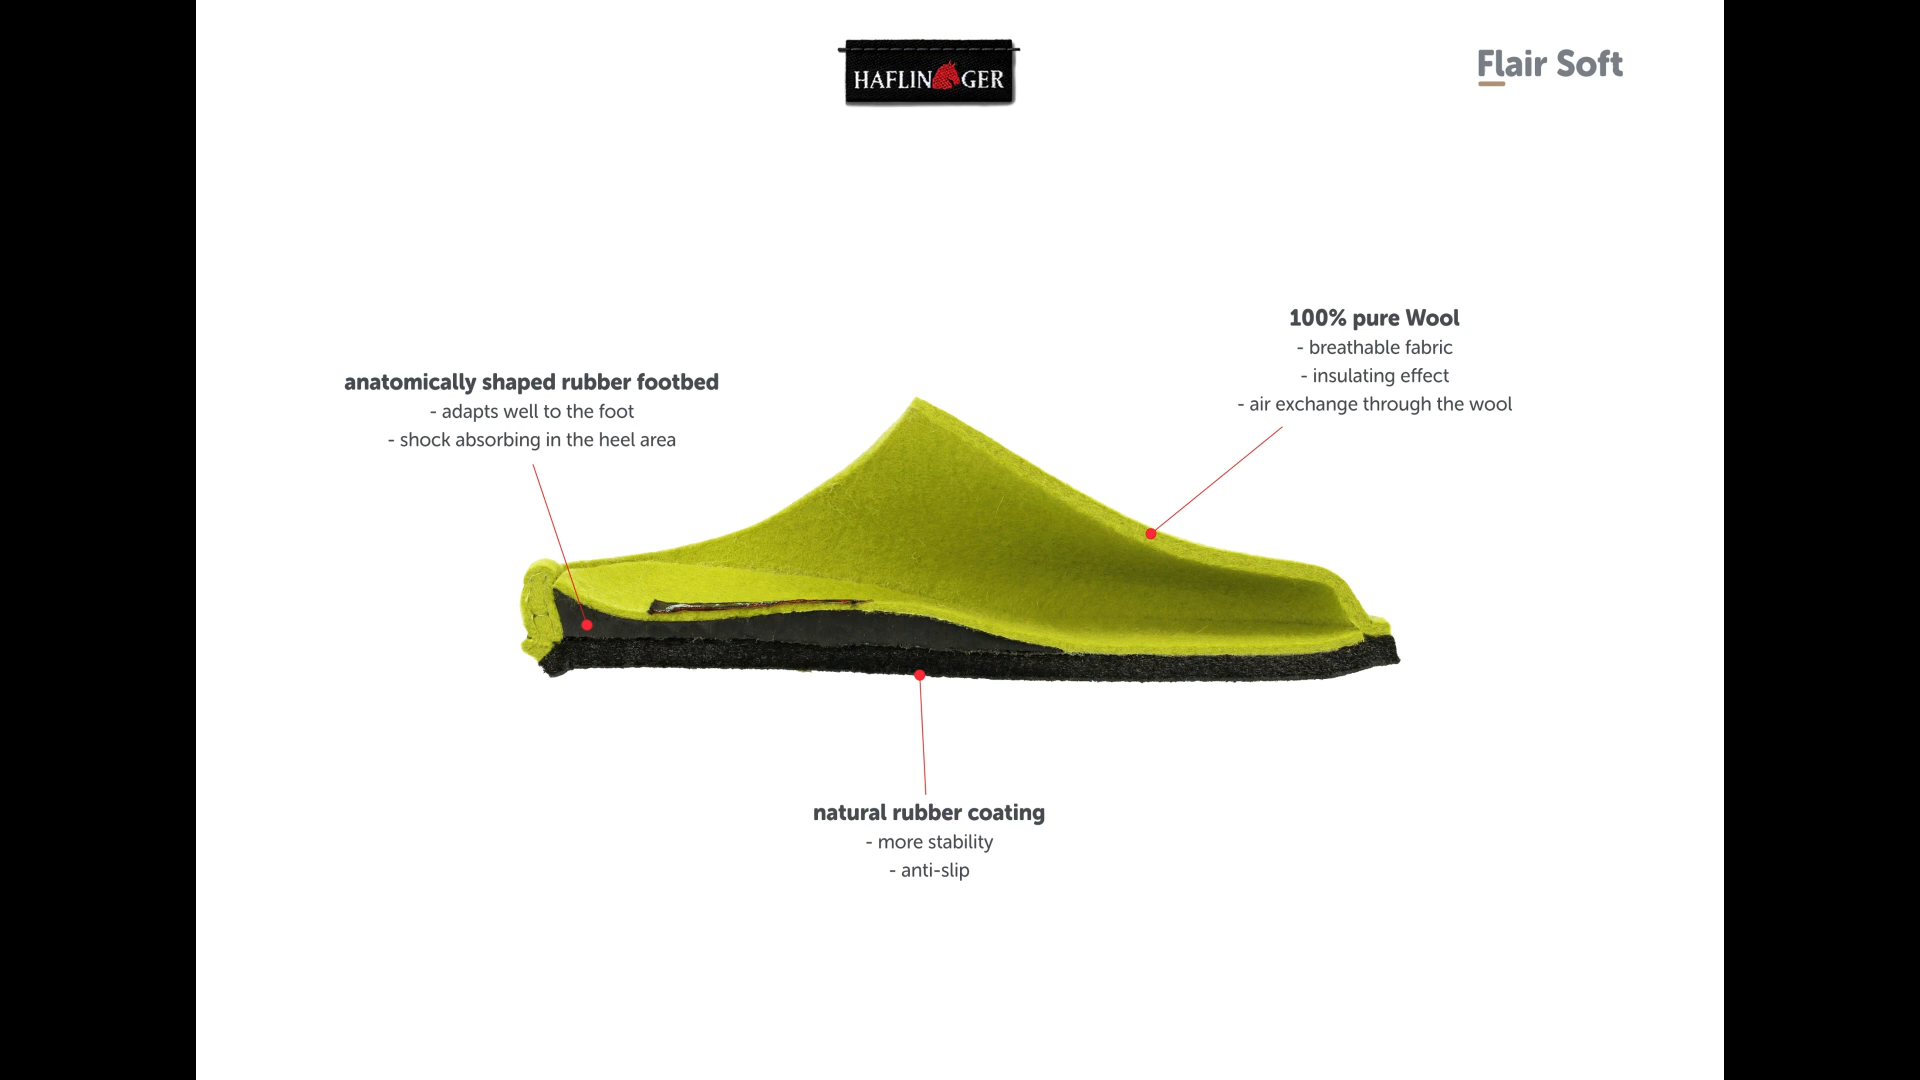 HAFLINGER
Flair Soft
100% pure Wool
- breathable fabric
- insulating effect
- air exchange through the wool
anatomically shaped rubber footbed
- adapts well to the foot
- shock absorbing in the heel area
natural rubber coating
- more stability
- anti-slip